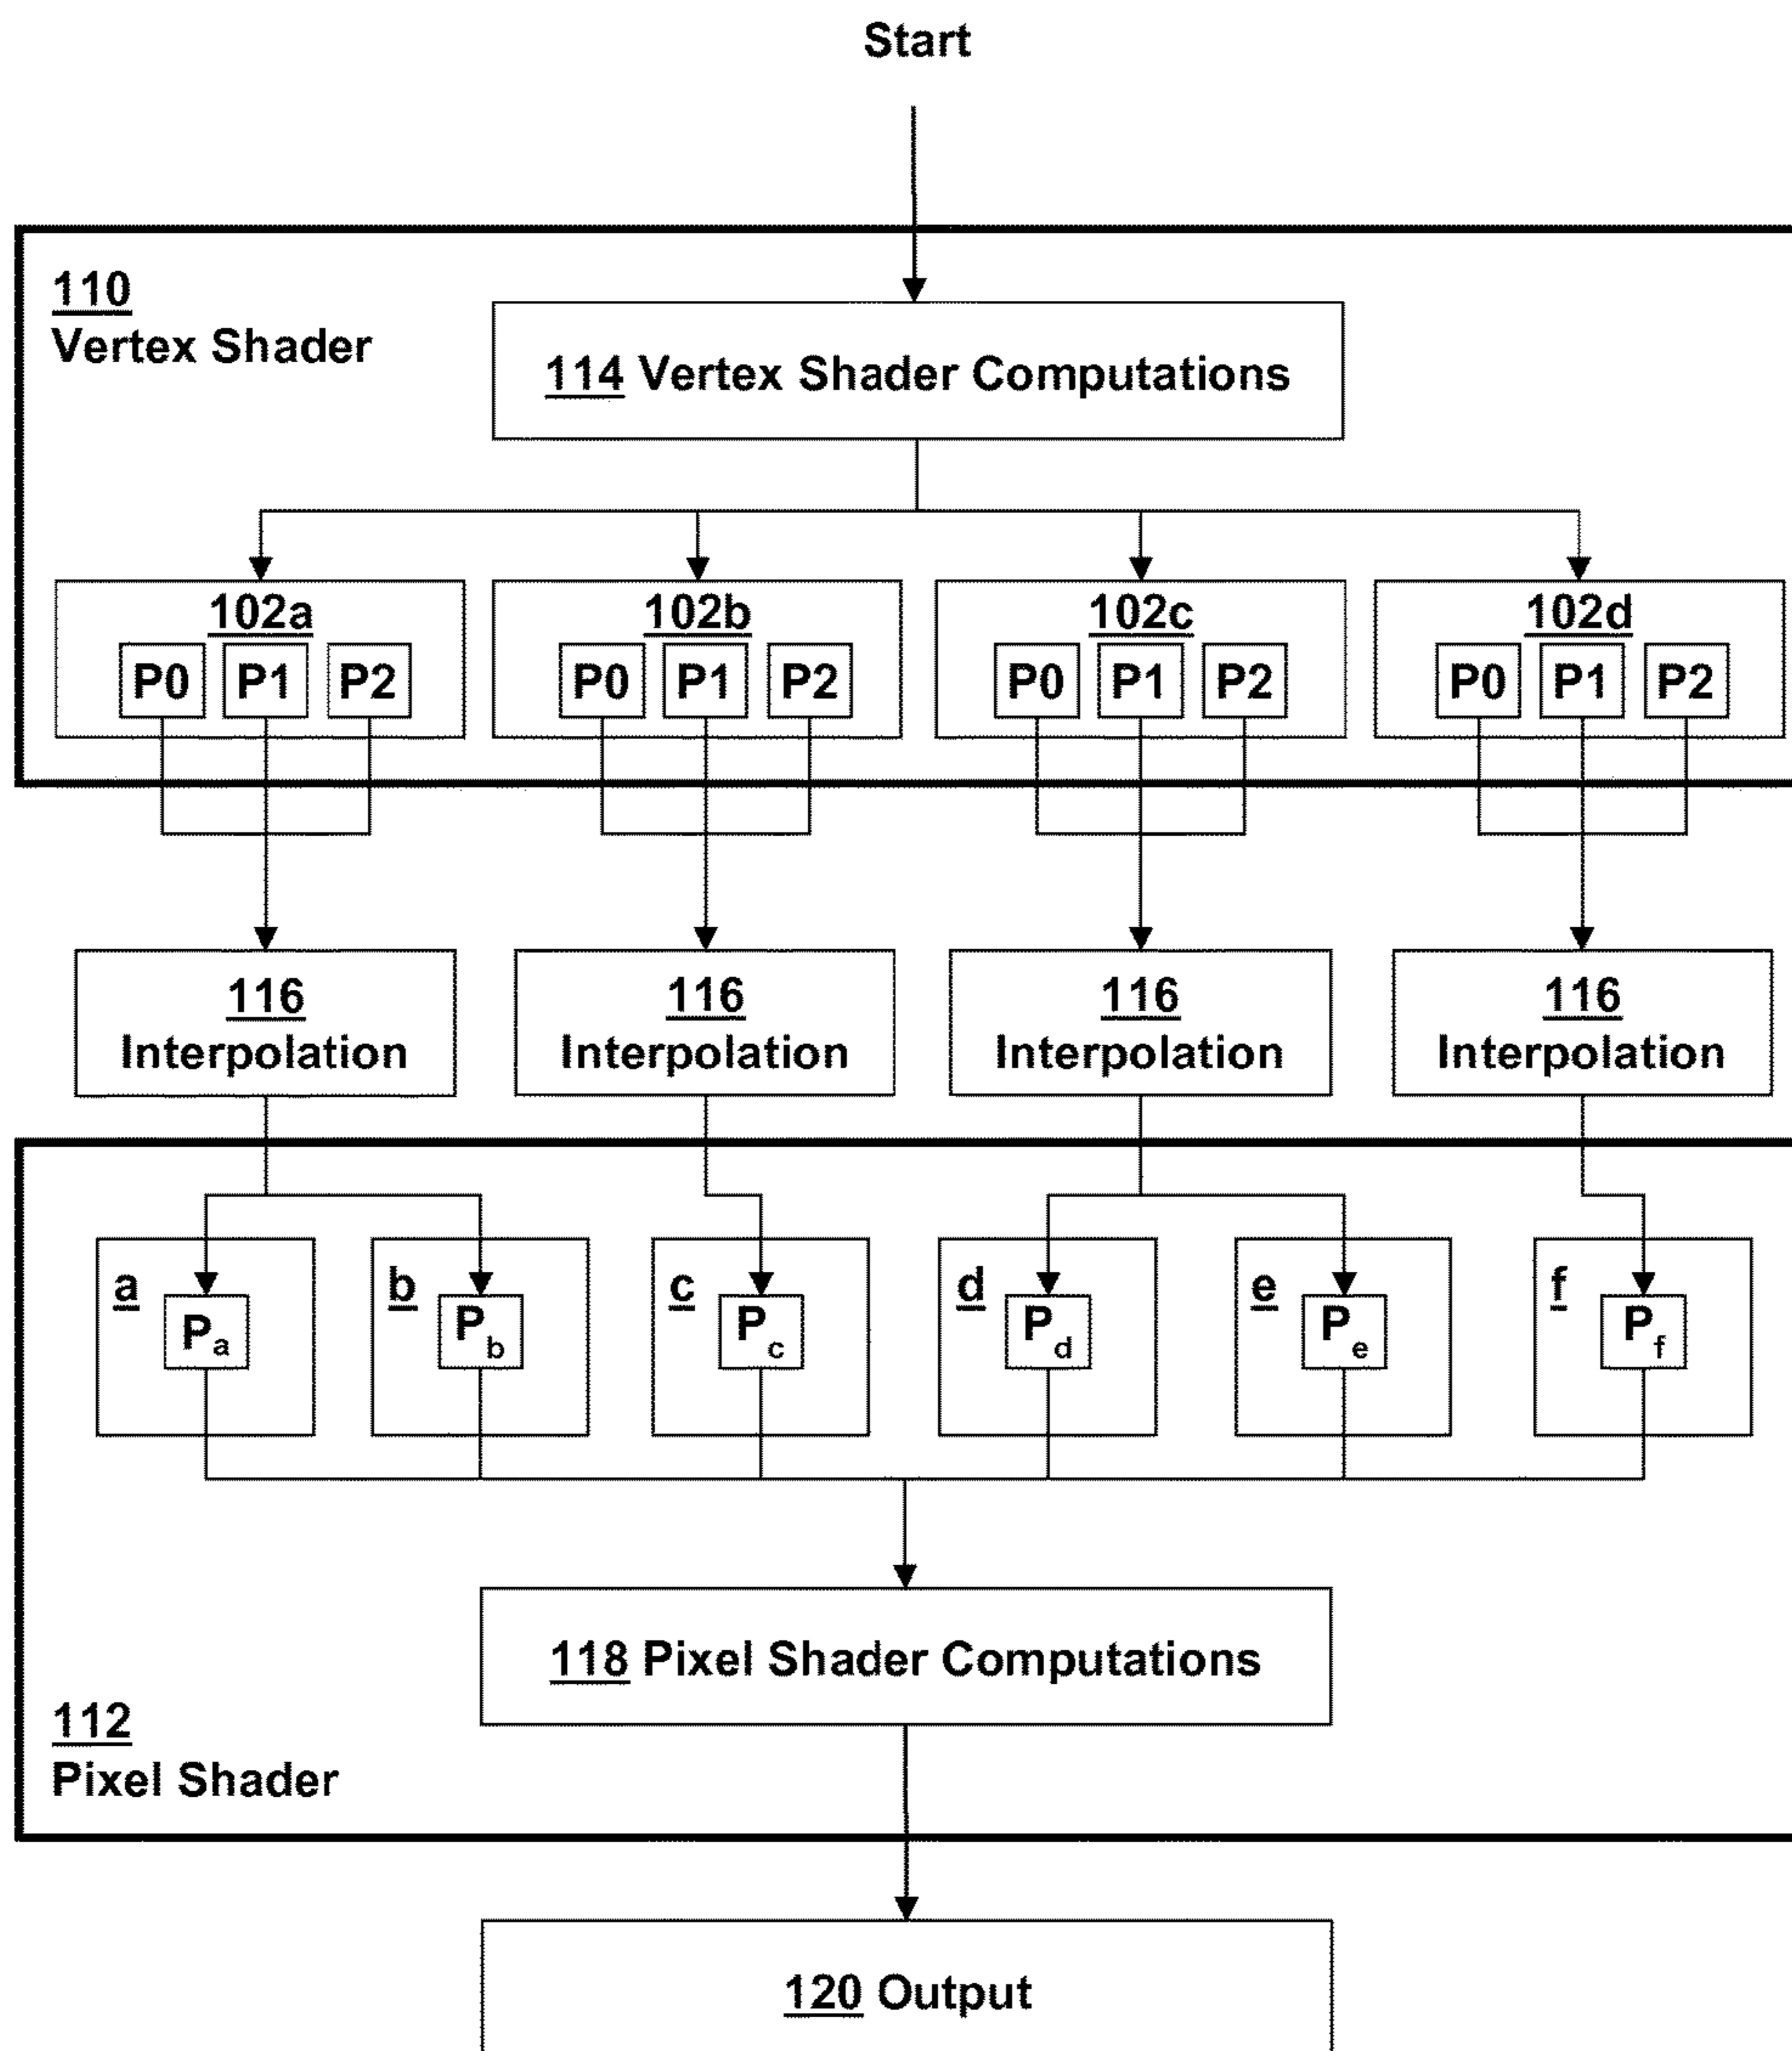 Start
110
Vertex Shader
114 Vertex Shader Computations
102a 102b 102c 102d
P0 P1 P2 P0 P1 P2 P0 P1 P2 P0 P1 P2
116 116 116 116
Interpolation Interpolation Interpolation Interpolation
a b c d e f
Pa Pb Pc Pd Pe Pf
118 Pixel Shader Computations
112
Pixel Shader
120 Output